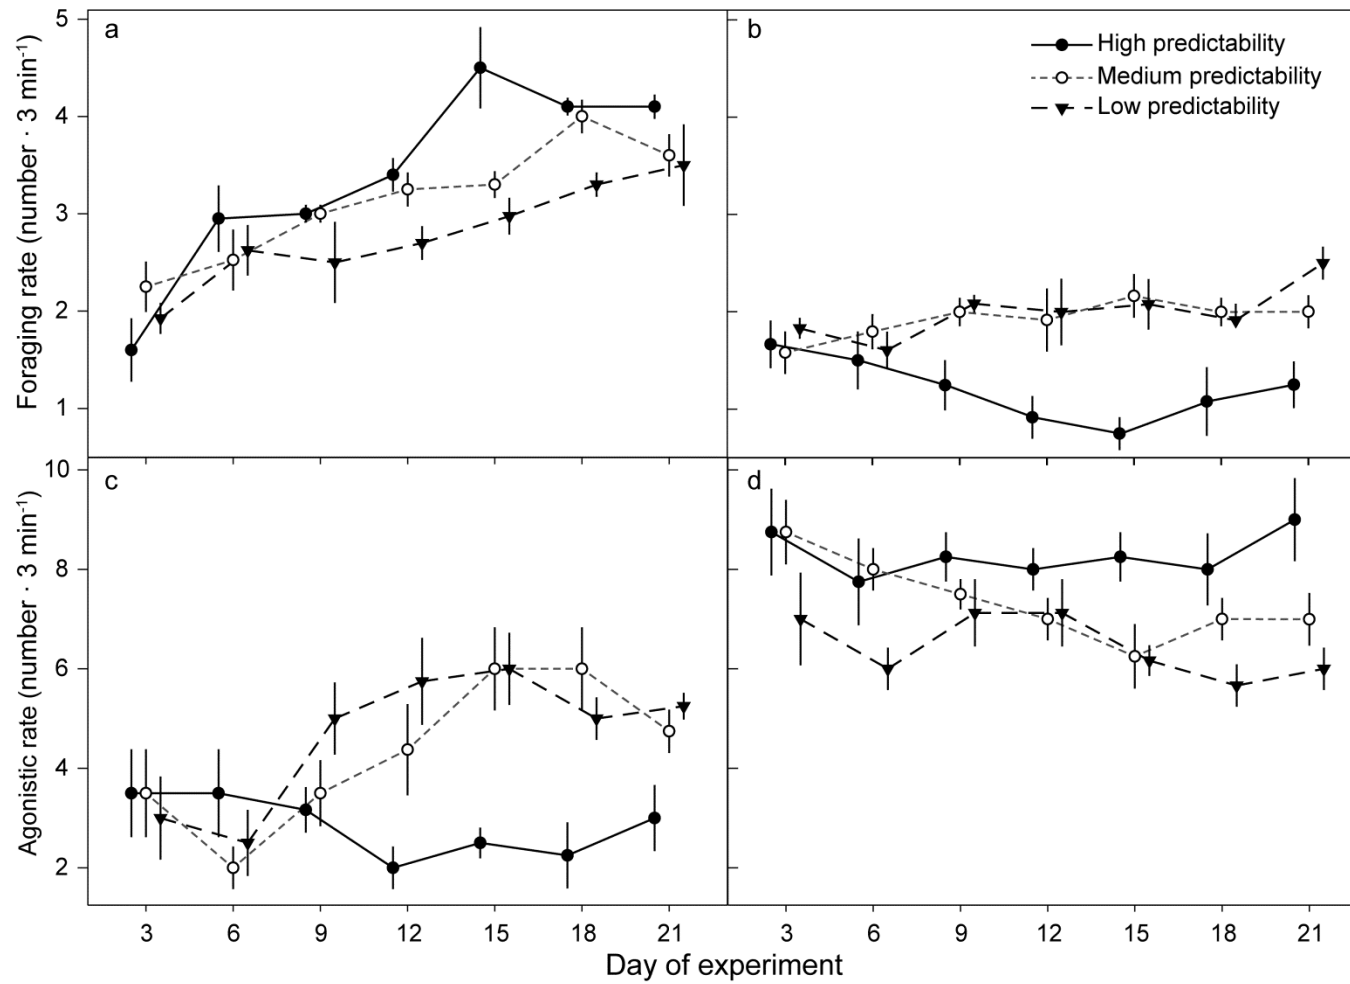 a
b
High predictability
Medium predictability
Low predictability
Foraging rate (number · 3 min⁻¹)
5
4
3
2
1
c
d
Agonistic rate (number · 3 min⁻¹)
10
8
6
4
2
3 6 9 12 15 18 21 3 6 9 12 15 18 21
Day of experiment